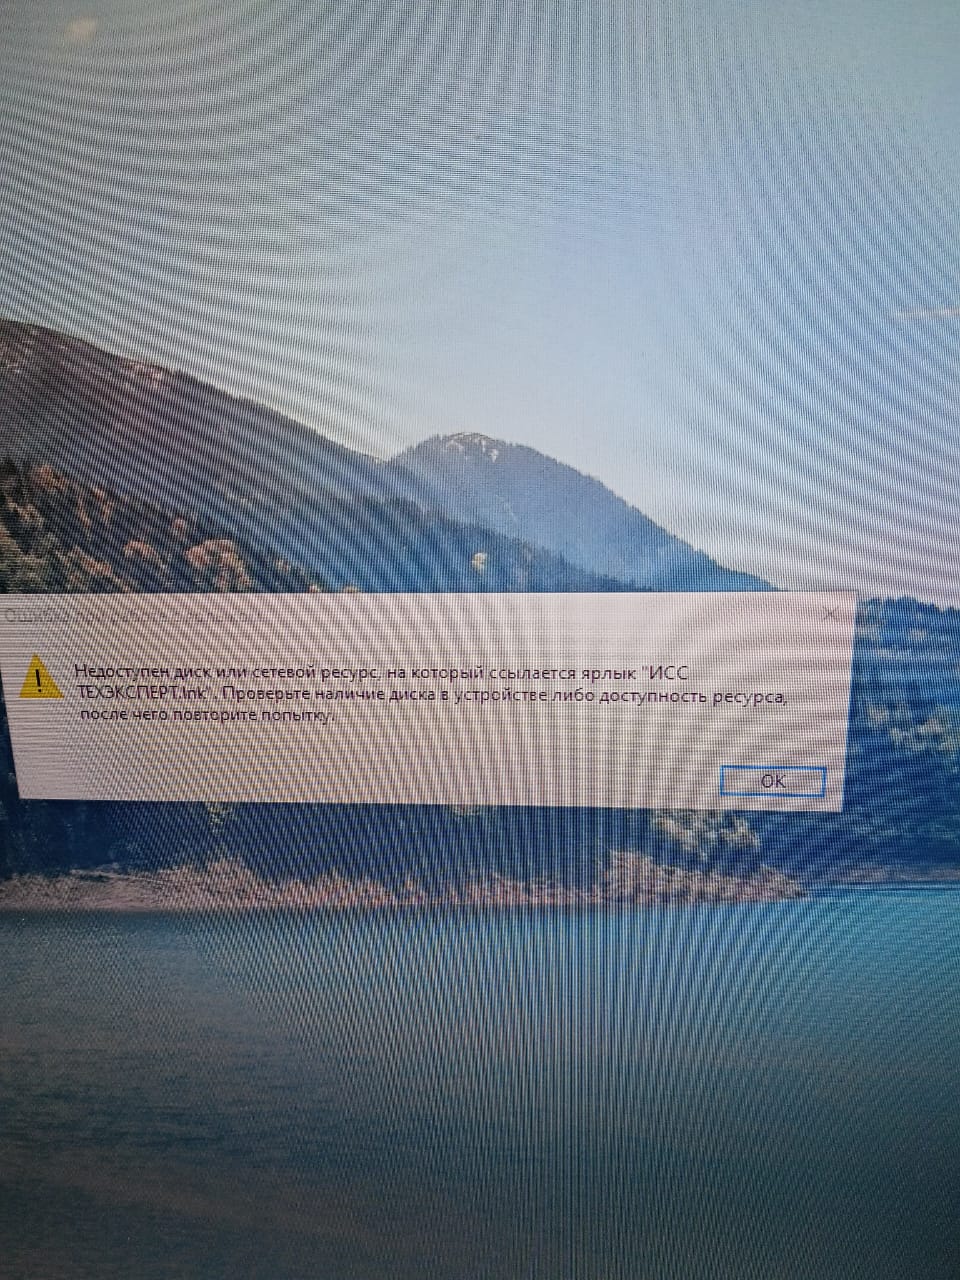 Недоступен диск или сетевой ресурс, на который ссылается ярлык "ИСС
ТЕХЭКСПЕРТ.lnk". Проверьте наличие диска в устройстве либо доступность ресурса,
после чего повторите попытку.
OK